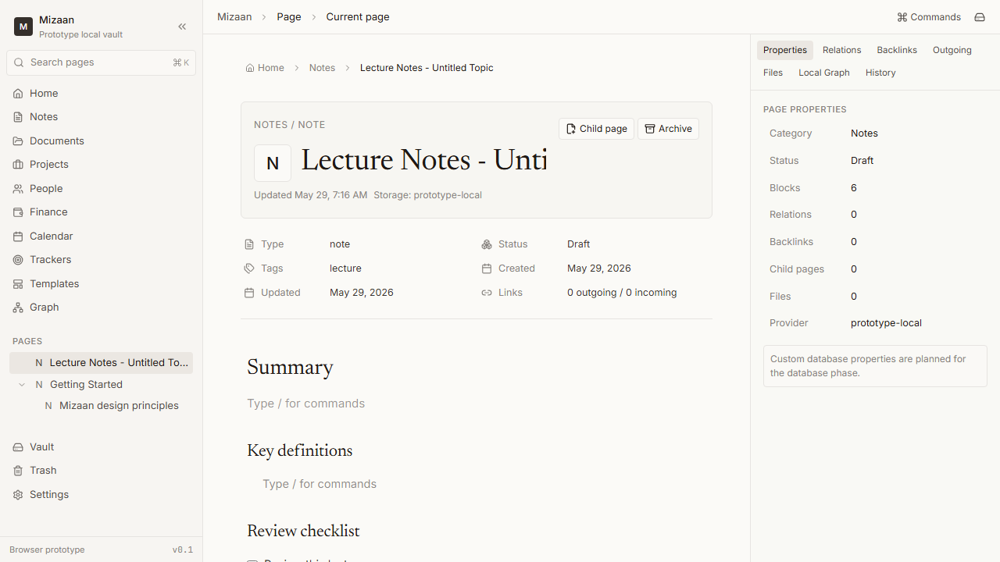 M
Mizaan
Prototype local vault
Search pages
⌘ K
Home
Notes
Documents
Projects
People
Finance
Calendar
Trackers
Templates
Graph
PAGES
N Lecture Notes - Untitled To...
N Getting Started
N Mizaan design principles
Vault
Trash
Settings
Browser prototype v0.1
Mizaan > Page > Current page
⌘ Commands
Home > Notes > Lecture Notes - Untitled Topic
NOTES / NOTE
Child page
Archive
N
Lecture Notes - Unti
Updated May 29, 7:16 AM Storage: prototype-local
Type note
Status Draft
Tags lecture
Created May 29, 2026
Updated May 29, 2026
Links 0 outgoing / 0 incoming
Summary
Type / for commands
Key definitions
Type / for commands
Review checklist
Properties Relations Backlinks Outgoing
Files Local Graph History
PAGE PROPERTIES
Category Notes
Status Draft
Blocks 6
Relations 0
Backlinks 0
Child pages 0
Files 0
Provider prototype-local
Custom database properties are planned for
the database phase.